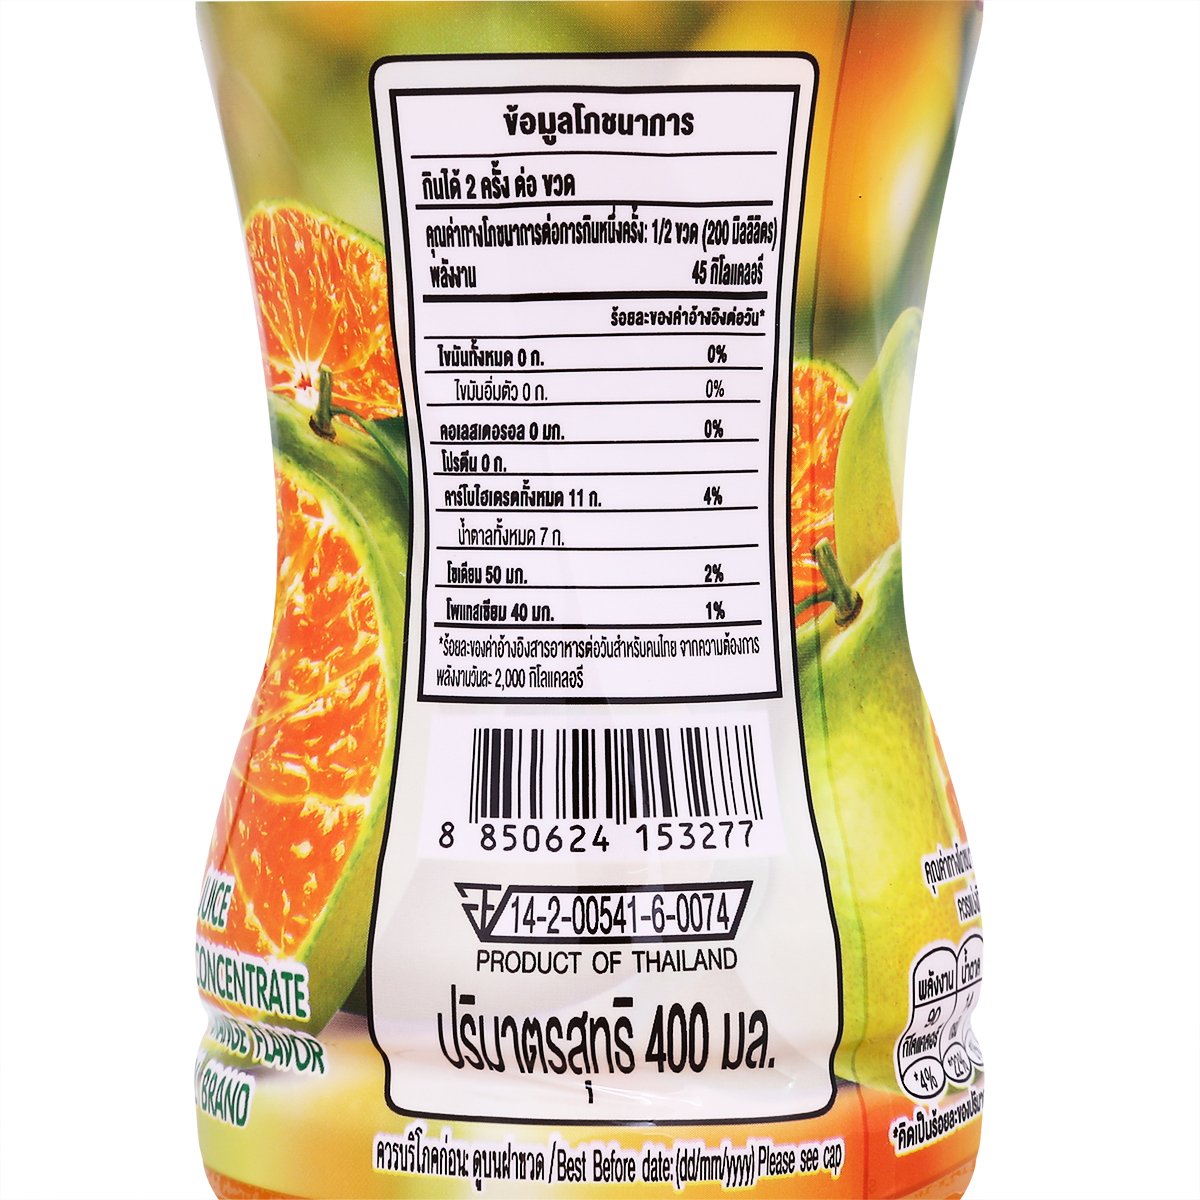 ข้อมูลโภชนาการ
กินได้ 2 ครั้ง ต่อ ขวด
คุณค่าทางโภชนาการต่อการกินหนึ่งครั้ง: 1/2 ขวด (200 มิลลิลิตร)
พลังงาน 45 กิโลแคลอรี
ร้อยละของค่าอ้างอิงต่อวัน*
ไขมันทั้งหมด 0 ก. 0%
ไขมันอิ่มตัว 0 ก. 0%
คอเลสเตอรอล 0 มก. 0%
โปรตีน 0 ก.
คาร์โบไฮเดรตทั้งหมด 11 ก. 4%
น้ำตาลทั้งหมด 7 ก.
โซเดียม 50 มก. 2%
โพแทสเซียม 40 มก. 1%
*ร้อยละของค่าอ้างอิงสารอาหารต่อวันสำหรับคนไทย จากความต้องการ
พลังงานวันละ 2,000 กิโลแคลอรี
8 850624 153277
14-2-00541-6-0074
PRODUCT OF THAILAND
ปริมาตรสุทธิ 400 มล.
ควรบริโภคก่อน: ดูบนฝาขวด / Best Before date: (dd/mm/yyyy) Please see cap
JUICE
CONCENTRATE
FLAVOR
BRAND
คุณค่าทาง
พลังงาน น้ำตาล
90
กิโลแคลอรี
*4% *22%
*คิดเป็นร้อยละของ